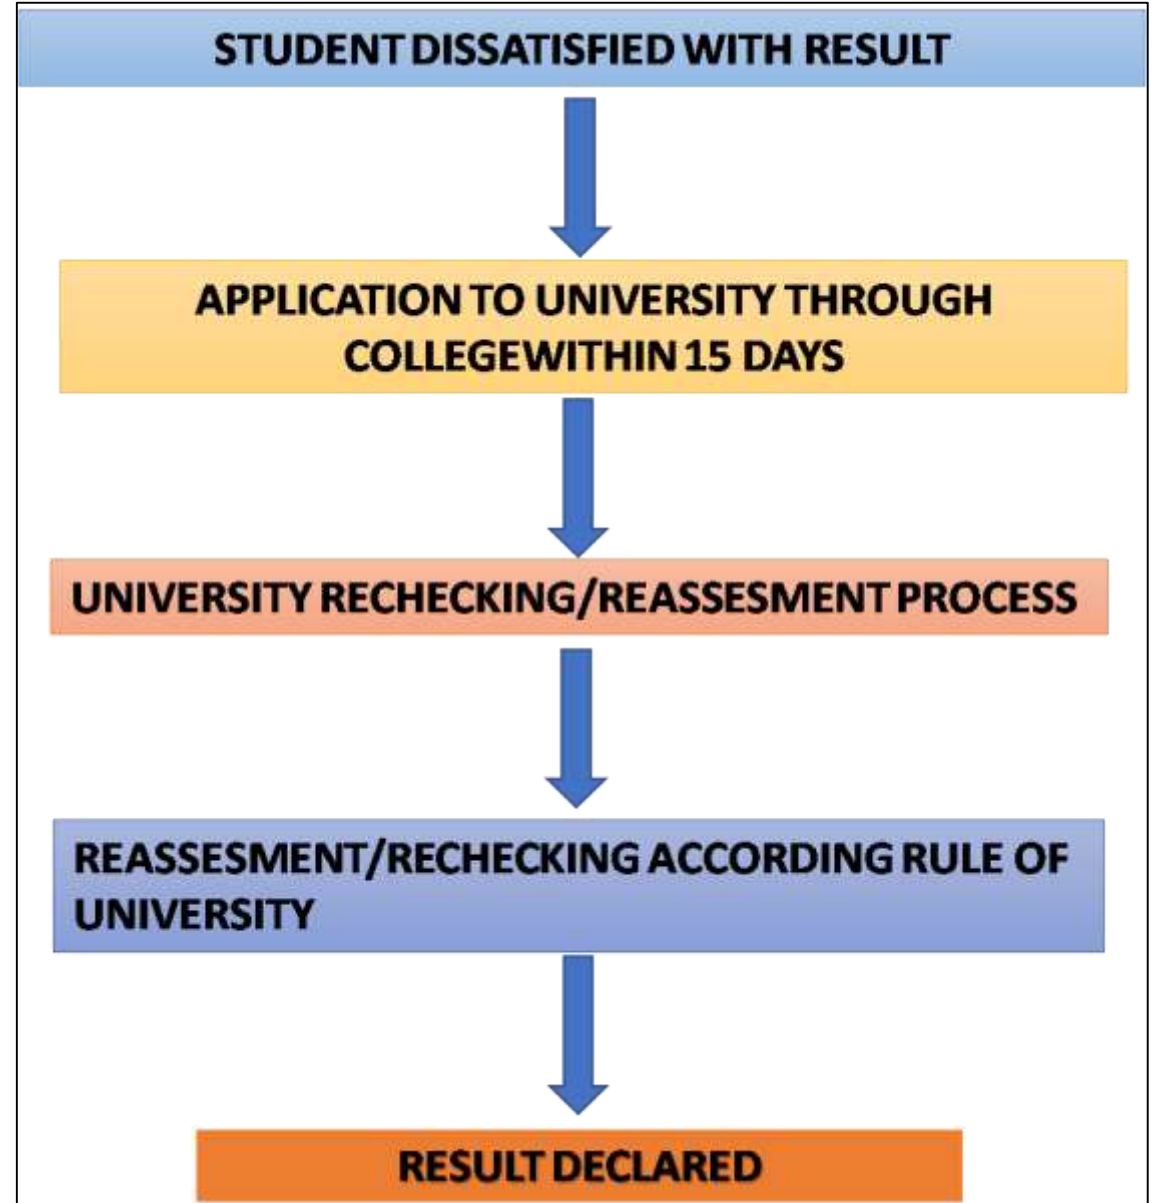 STUDENT DISSATISFIED WITH RESULT
APPLICATION TO UNIVERSITY THROUGH
COLLEGEWITHIN 15 DAYS
UNIVERSITY RECHECKING/REASSESMENT PROCESS
REASSESMENT/RECHECKING ACCORDING RULE OF
UNIVERSITY
RESULT DECLARED